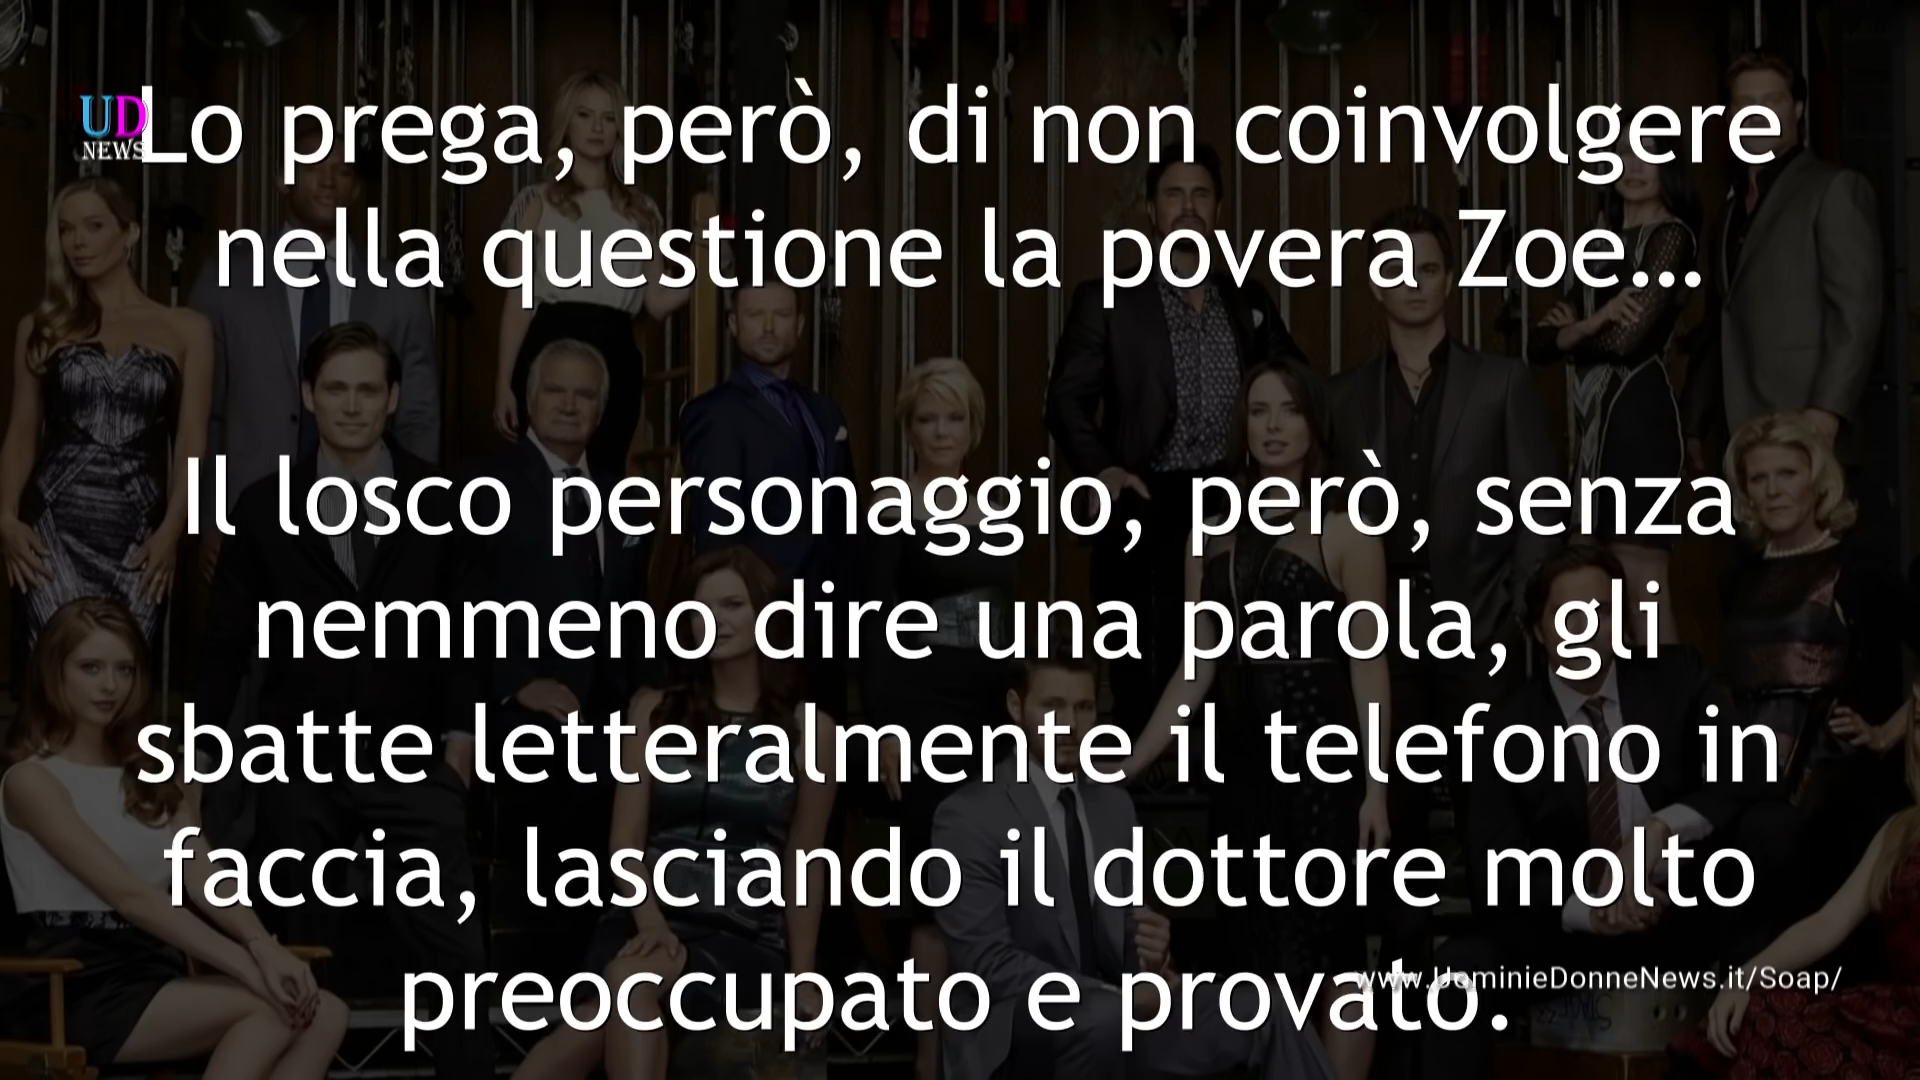 UD
NEWS
Lo prega, però, di non coinvolgere
nella questione la povera Zoe...
Il losco personaggio, però, senza
nemmeno dire una parola, gli
sbatte letteralmente il telefono in
faccia, lasciando il dottore molto
preoccupato e provato.
www.UominieDonneNews.it/Soap/